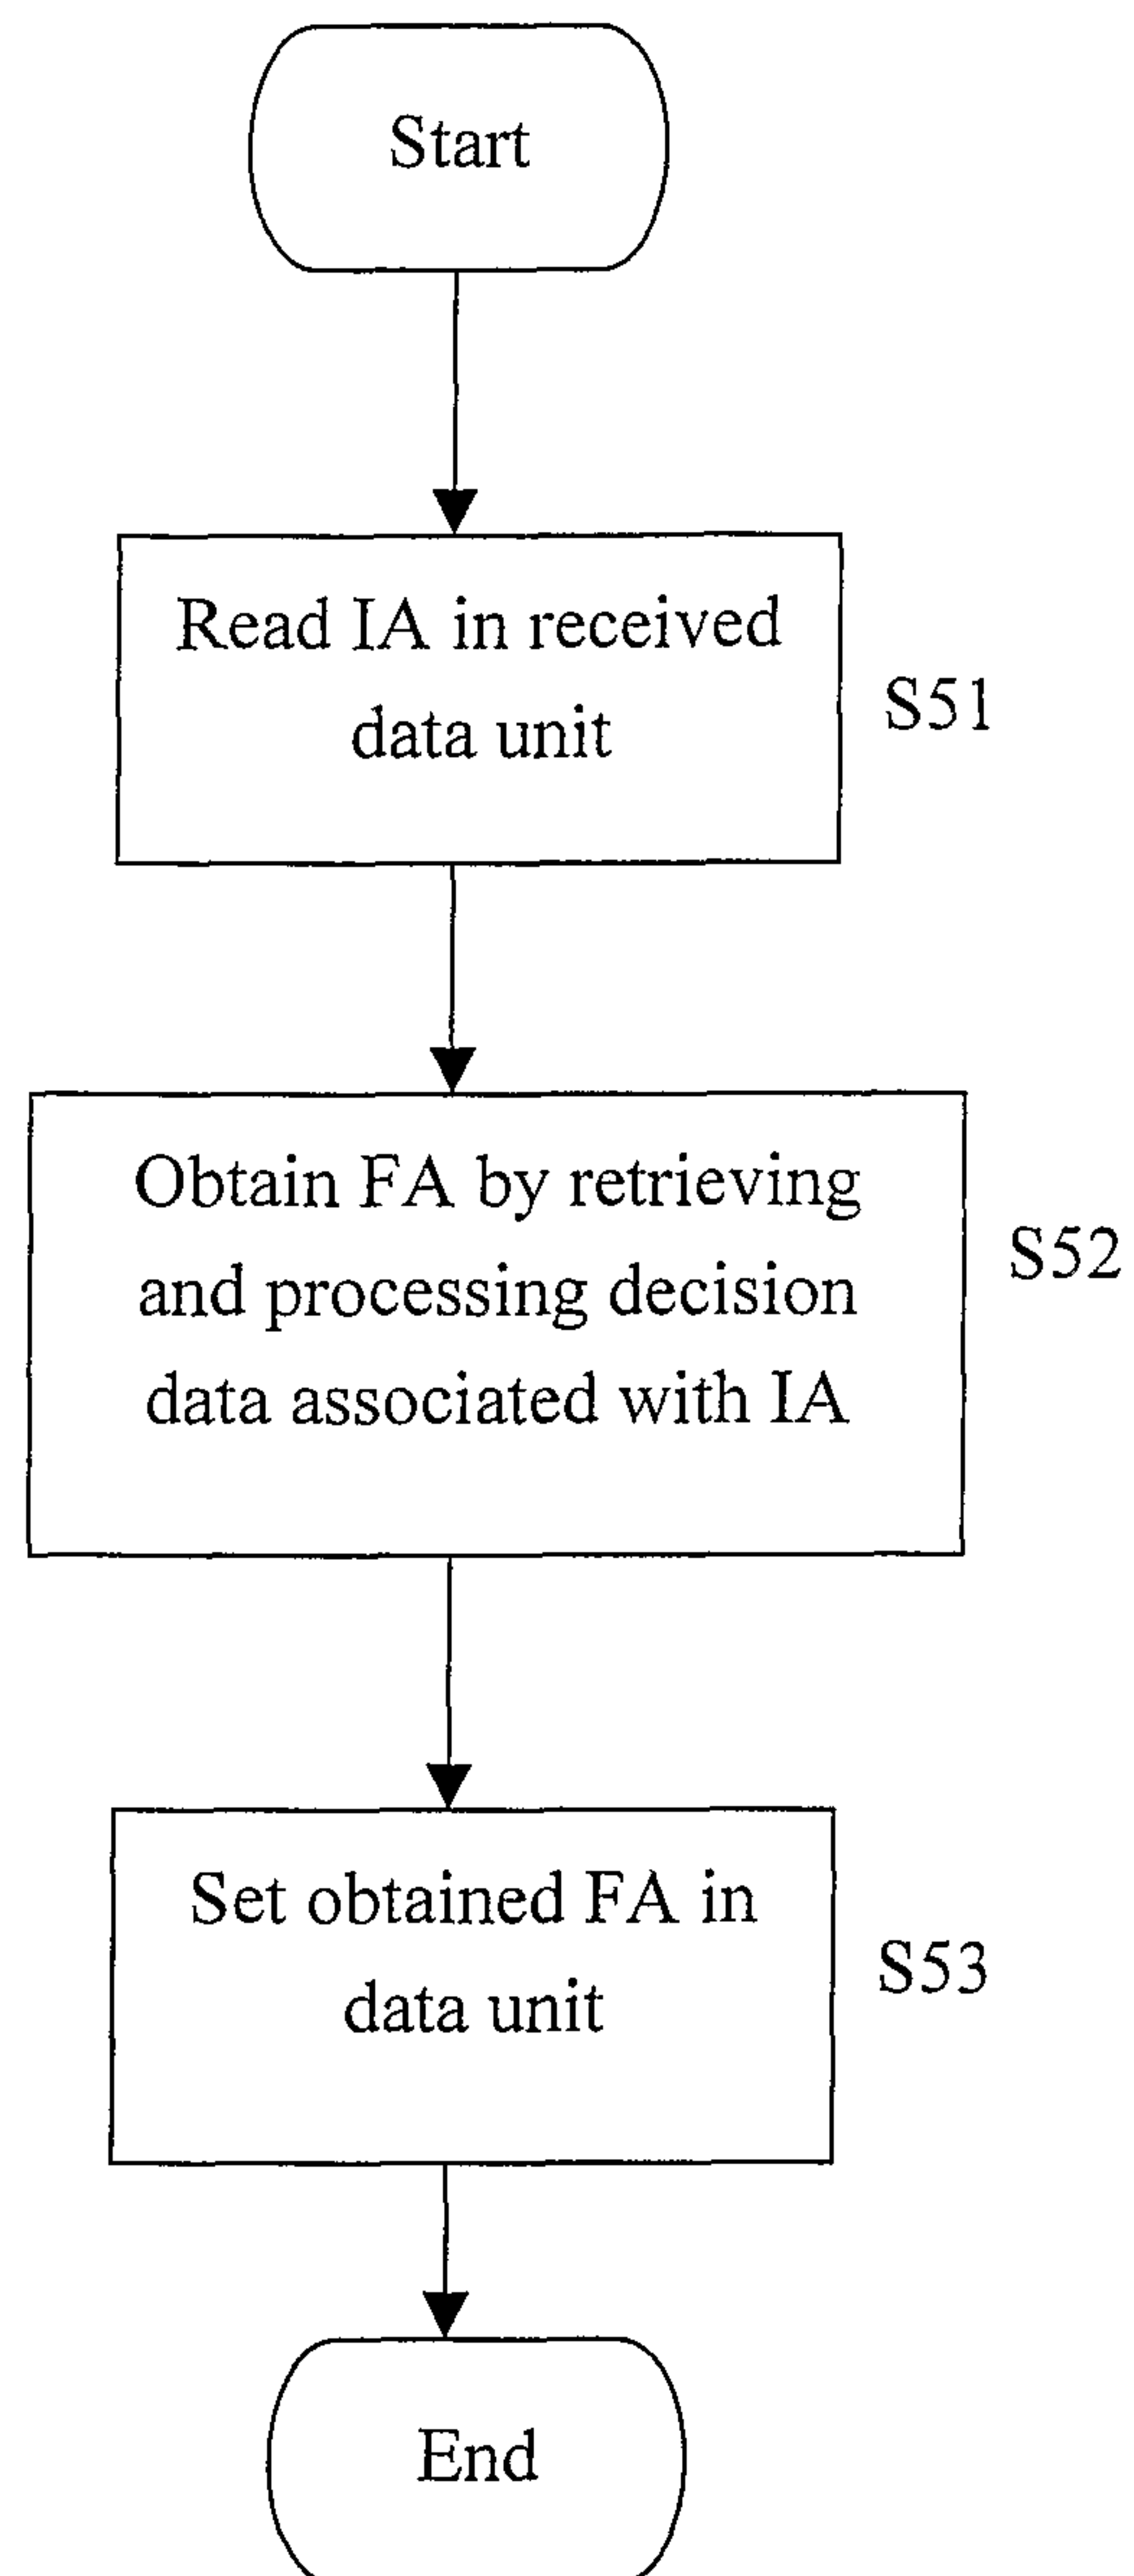 Start
Read IA in received
data unit
S51
Obtain FA by retrieving
and processing decision
data associated with IA
S52
Set obtained FA in
data unit
S53
End